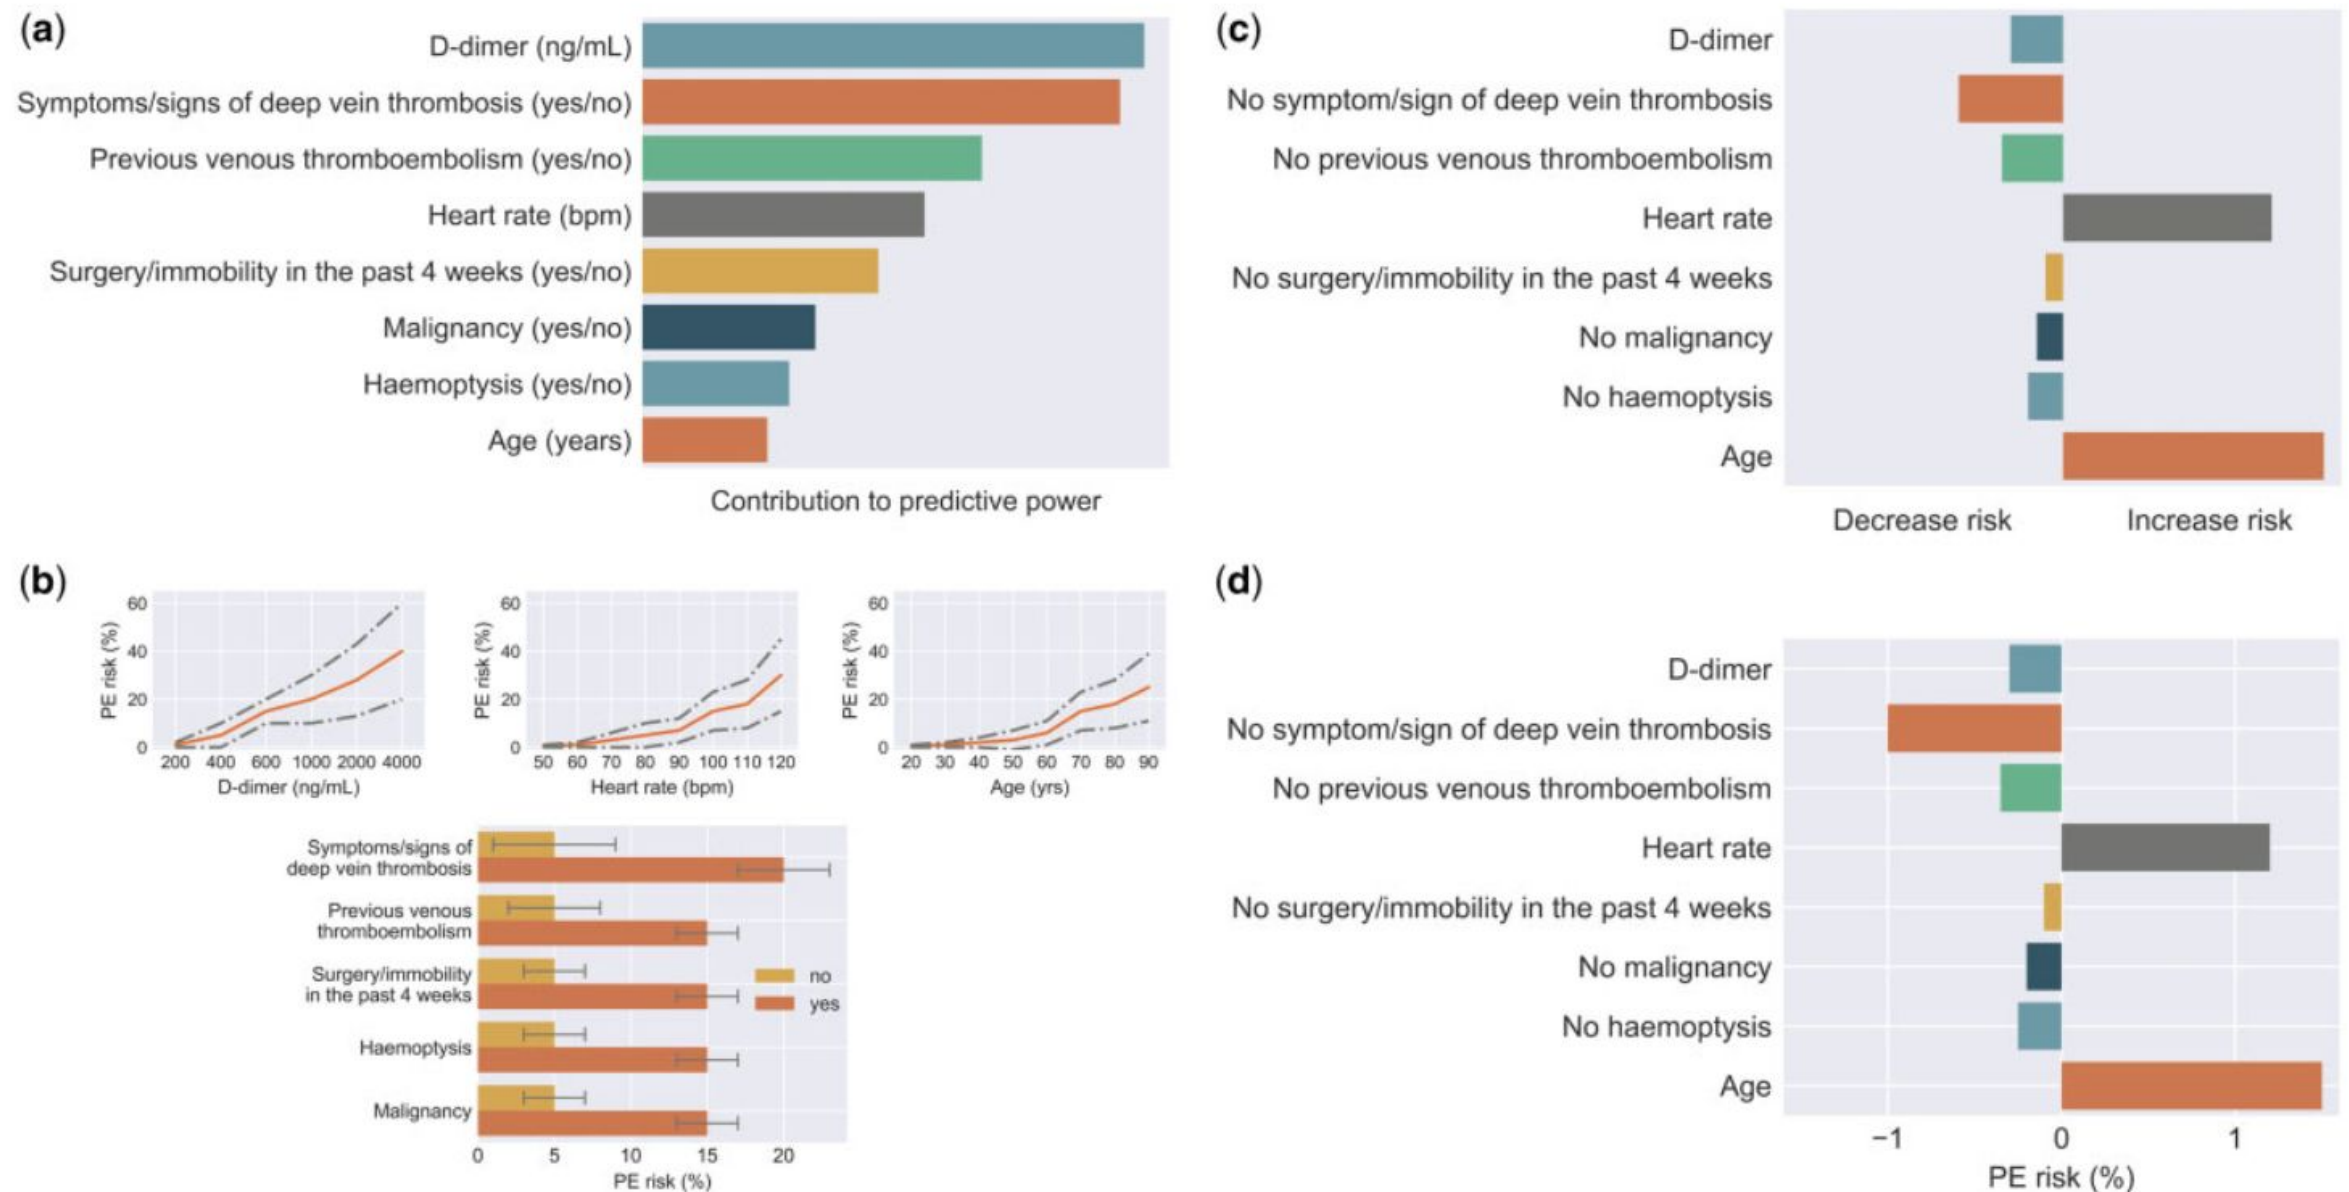 (a)
D-dimer (ng/mL)
Symptoms/signs of deep vein thrombosis (yes/no)
Previous venous thromboembolism (yes/no)
Heart rate (bpm)
Surgery/immobility in the past 4 weeks (yes/no)
Malignancy (yes/no)
Haemoptysis (yes/no)
Age (years)
Contribution to predictive power
(b)
PE risk (%)
60
40
20
0
200 400 600 1000 2000 4000
D-dimer (ng/mL)
PE risk (%)
60
40
20
0
50 60 70 80 90 100 110 120
Heart rate (bpm)
PE risk (%)
60
40
20
0
20 30 40 50 60 70 80 90
Age (yrs)
Symptoms/signs of
deep vein thrombosis
Previous venous
thromboembolism
Surgery/immobility
in the past 4 weeks
Haemoptysis
Malignancy
no
yes
0 5 10 15 20
PE risk (%)
(c)
D-dimer
No symptom/sign of deep vein thrombosis
No previous venous thromboembolism
Heart rate
No surgery/immobility in the past 4 weeks
No malignancy
No haemoptysis
Age
Decrease risk Increase risk
(d)
D-dimer
No symptom/sign of deep vein thrombosis
No previous venous thromboembolism
Heart rate
No surgery/immobility in the past 4 weeks
No malignancy
No haemoptysis
Age
−1 0 1
PE risk (%)